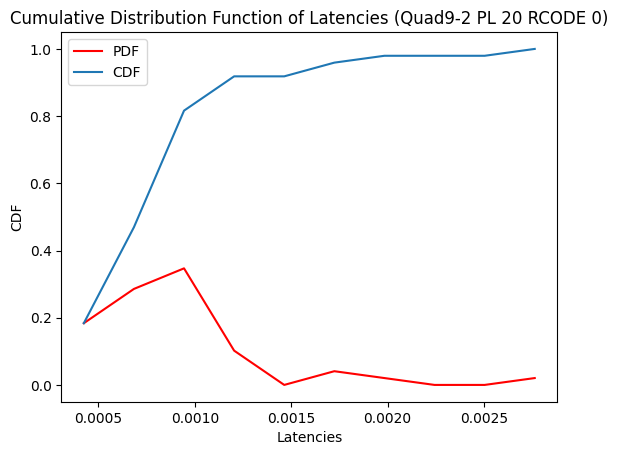 Cumulative Distribution Function of Latencies (Quad9-2 PL 20 RCODE 0)
PDF
CDF
1.0
0.8
0.6
0.4
0.2
0.0
CDF
0.0005
0.0010
0.0015
0.0020
0.0025
Latencies